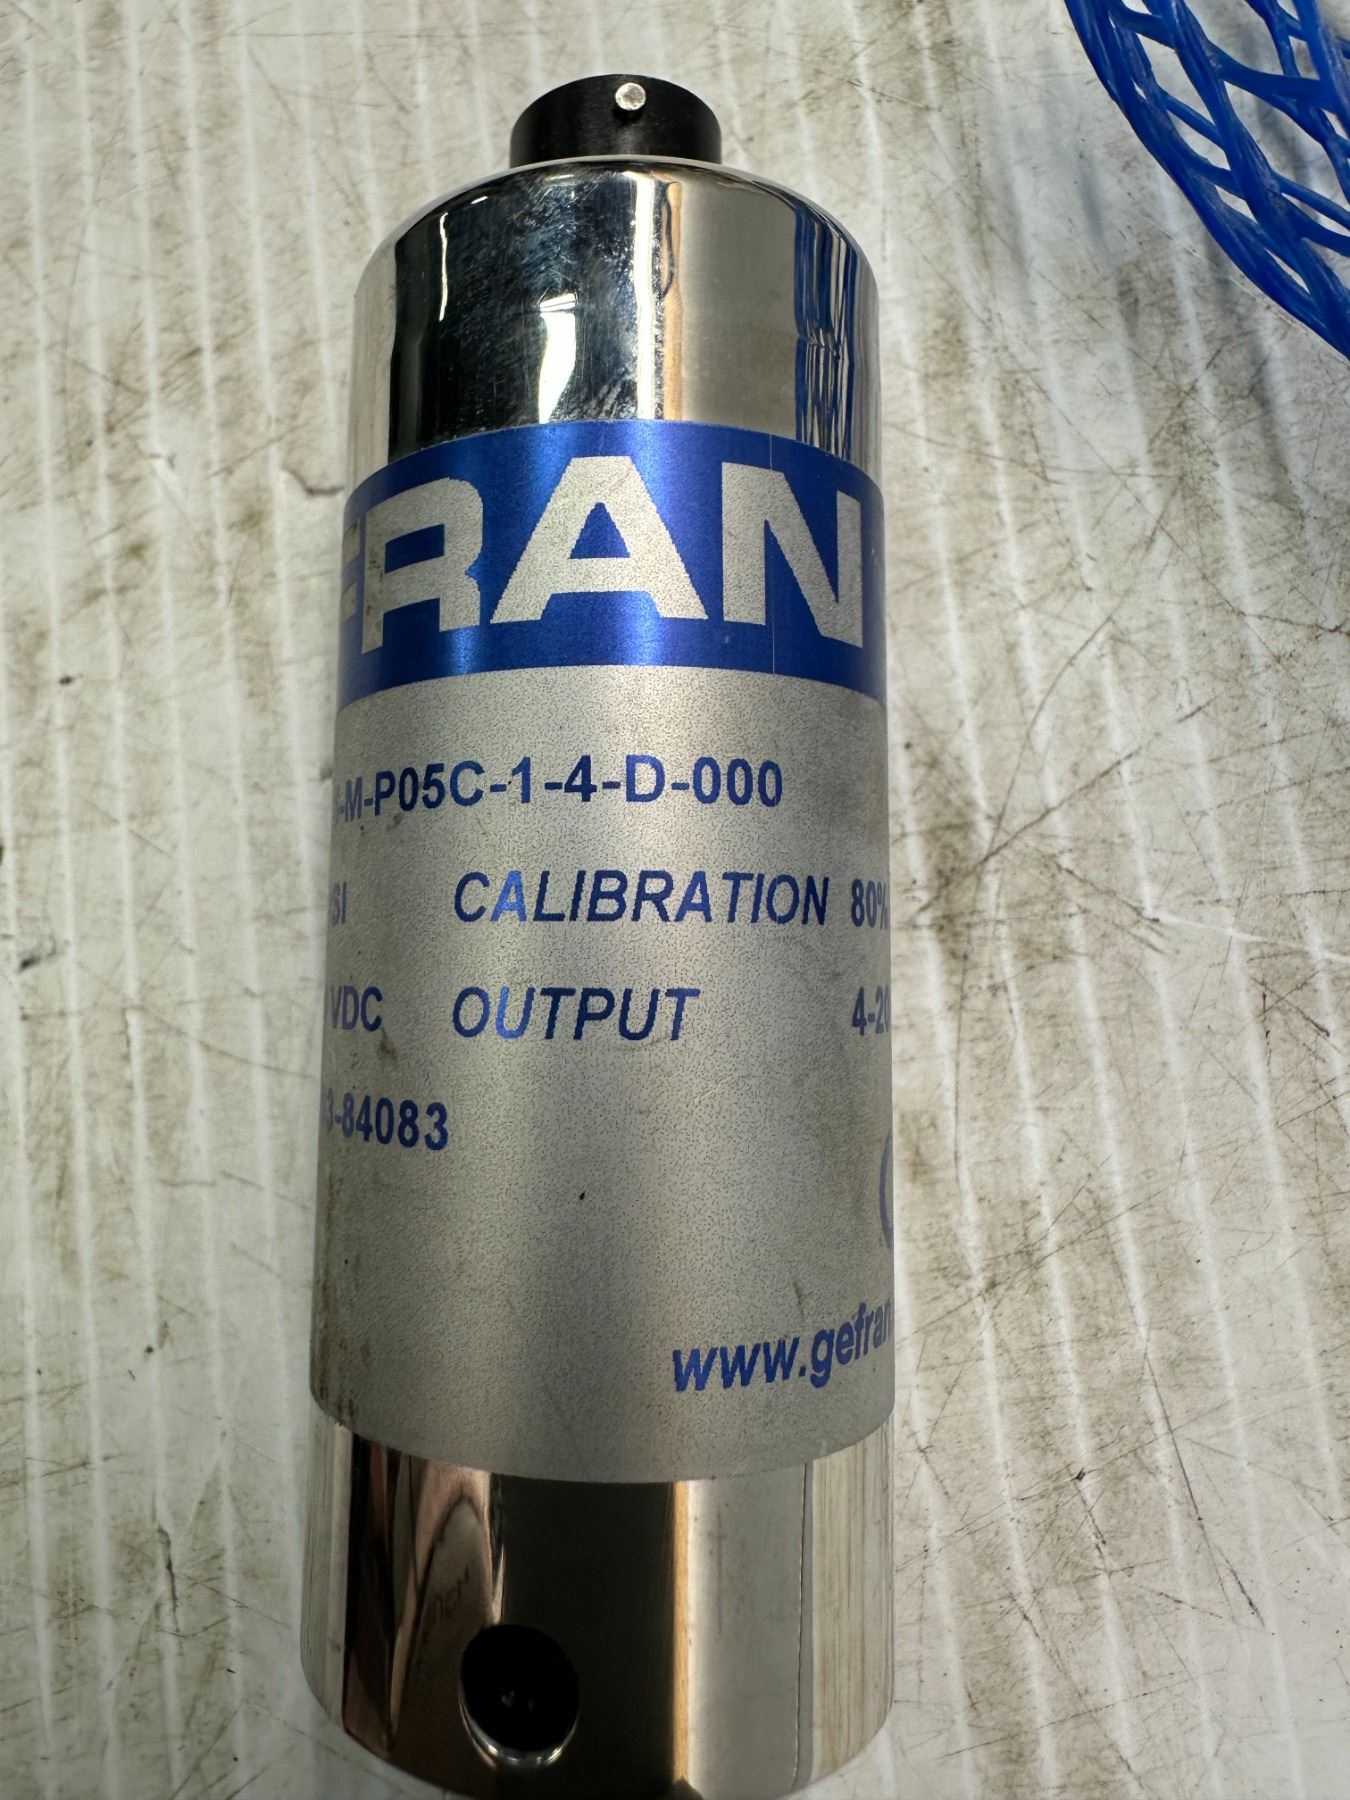 FRAN
-M-P05C-1-4-D-000
SI CALIBRATION 80%
VDC OUTPUT 4-20
3-84083
www.gefran